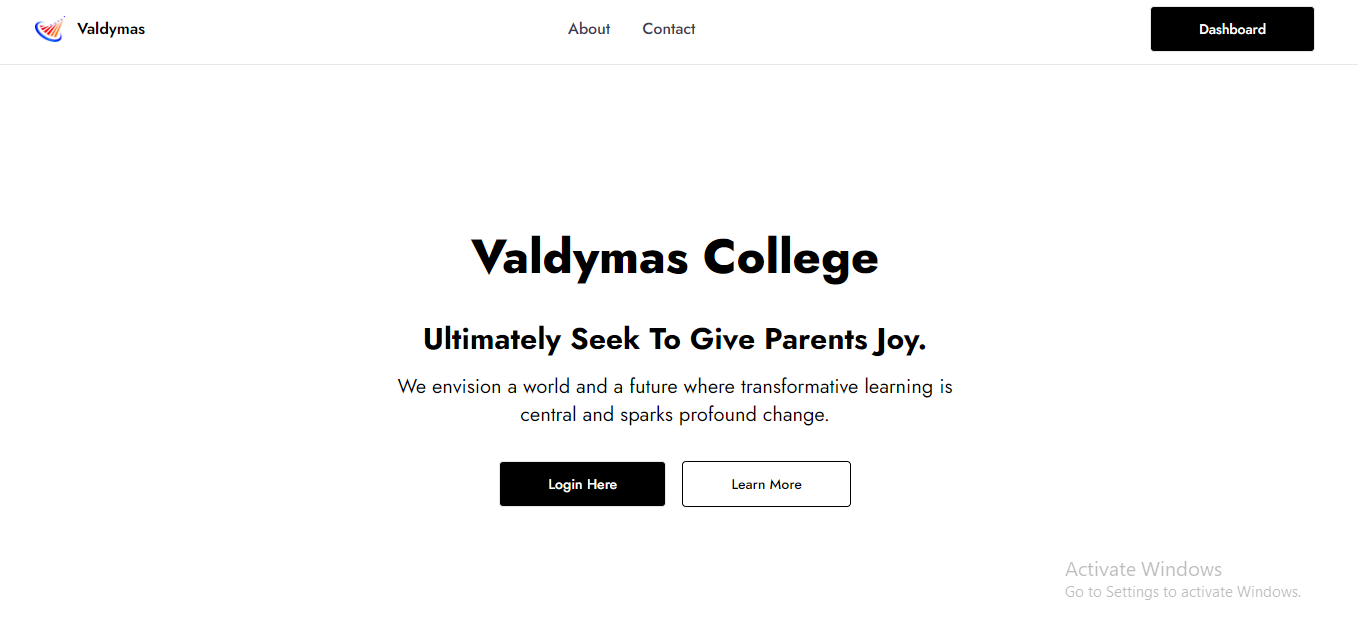 Valdymas
About
Contact
Dashboard
Valdymas College
Ultimately Seek To Give Parents Joy.
We envision a world and a future where transformative learning is
central and sparks profound change.
Login Here
Learn More
Activate Windows
Go to Settings to activate Windows.